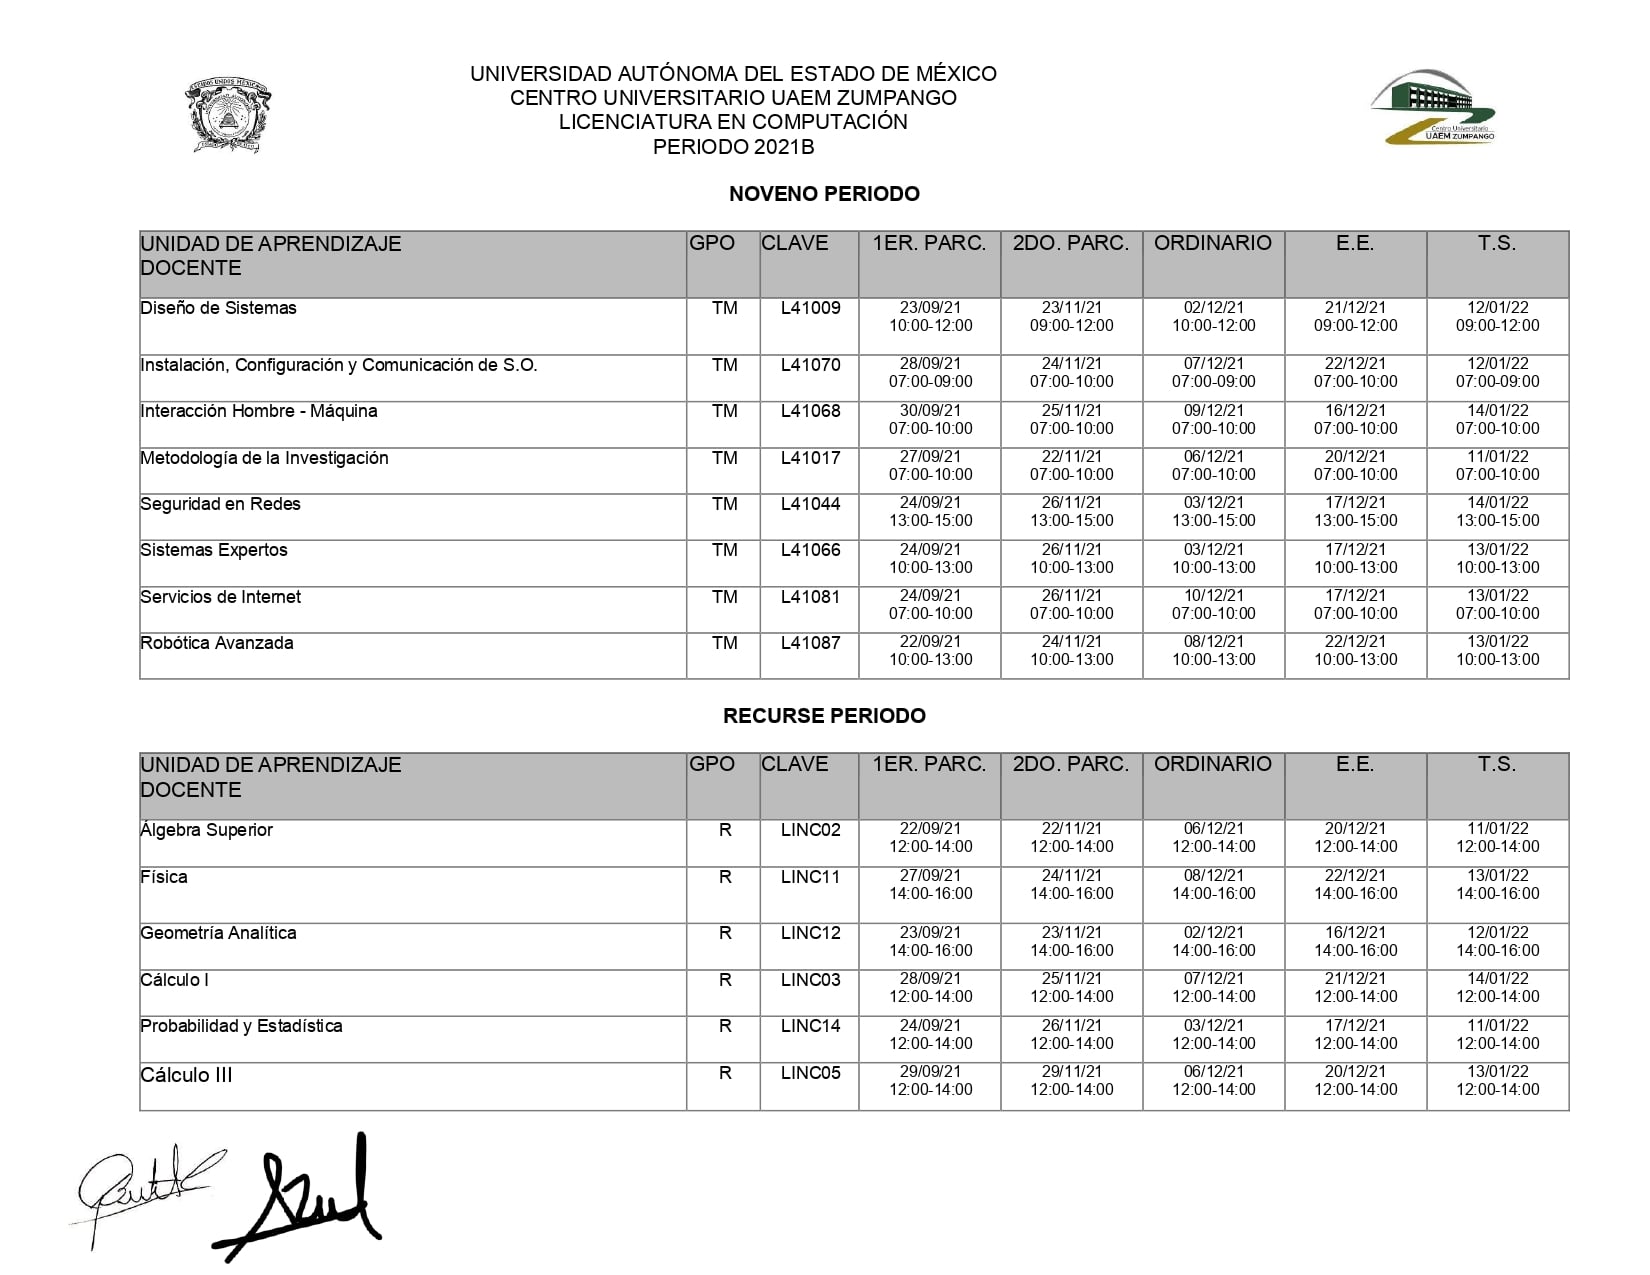 UNIVERSIDAD AUTÓNOMA DEL ESTADO DE MÉXICO
CENTRO UNIVERSITARIO UAEM ZUMPANGO
LICENCIATURA EN COMPUTACIÓN
PERIODO 2021B
Centro Universitario
UAEM ZUMPANGO
NOVENO PERIODO
UNIDAD DE APRENDIZAJE GPO CLAVE 1ER. PARC. 2DO. PARC. ORDINARIO E.E. T.S.
DOCENTE
Diseño de Sistemas TM L41009 23/09/21 23/11/21 02/12/21 21/12/21 12/01/22
10:00-12:00 09:00-12:00 10:00-12:00 09:00-12:00 09:00-12:00
Instalación, Configuración y Comunicación de S.O. TM L41070 28/09/21 24/11/21 07/12/21 22/12/21 12/01/22
07:00-09:00 07:00-10:00 07:00-09:00 07:00-10:00 07:00-09:00
Interacción Hombre - Máquina TM L41068 30/09/21 25/11/21 09/12/21 16/12/21 14/01/22
07:00-10:00 07:00-10:00 07:00-10:00 07:00-10:00 07:00-10:00
Metodología de la Investigación TM L41017 27/09/21 22/11/21 06/12/21 20/12/21 11/01/22
07:00-10:00 07:00-10:00 07:00-10:00 07:00-10:00 07:00-10:00
Seguridad en Redes TM L41044 24/09/21 26/11/21 03/12/21 17/12/21 14/01/22
13:00-15:00 13:00-15:00 13:00-15:00 13:00-15:00 13:00-15:00
Sistemas Expertos TM L41066 24/09/21 26/11/21 03/12/21 17/12/21 13/01/22
10:00-13:00 10:00-13:00 10:00-13:00 10:00-13:00 10:00-13:00
Servicios de Internet TM L41081 24/09/21 26/11/21 10/12/21 17/12/21 13/01/22
07:00-10:00 07:00-10:00 07:00-10:00 07:00-10:00 07:00-10:00
Robótica Avanzada TM L41087 22/09/21 24/11/21 08/12/21 22/12/21 13/01/22
10:00-13:00 10:00-13:00 10:00-13:00 10:00-13:00 10:00-13:00
RECURSE PERIODO
UNIDAD DE APRENDIZAJE GPO CLAVE 1ER. PARC. 2DO. PARC. ORDINARIO E.E. T.S.
DOCENTE
Álgebra Superior R LINC02 22/09/21 22/11/21 06/12/21 20/12/21 11/01/22
12:00-14:00 12:00-14:00 12:00-14:00 12:00-14:00 12:00-14:00
Física R LINC11 27/09/21 24/11/21 08/12/21 22/12/21 13/01/22
14:00-16:00 14:00-16:00 14:00-16:00 14:00-16:00 14:00-16:00
Geometría Analítica R LINC12 23/09/21 23/11/21 02/12/21 16/12/21 12/01/22
14:00-16:00 14:00-16:00 14:00-16:00 14:00-16:00 14:00-16:00
Cálculo I R LINC03 28/09/21 25/11/21 07/12/21 21/12/21 14/01/22
12:00-14:00 12:00-14:00 12:00-14:00 12:00-14:00 12:00-14:00
Probabilidad y Estadística R LINC14 24/09/21 26/11/21 03/12/21 17/12/21 11/01/22
12:00-14:00 12:00-14:00 12:00-14:00 12:00-14:00 12:00-14:00
Cálculo III R LINC05 29/09/21 29/11/21 06/12/21 20/12/21 13/01/22
12:00-14:00 12:00-14:00 12:00-14:00 12:00-14:00 12:00-14:00